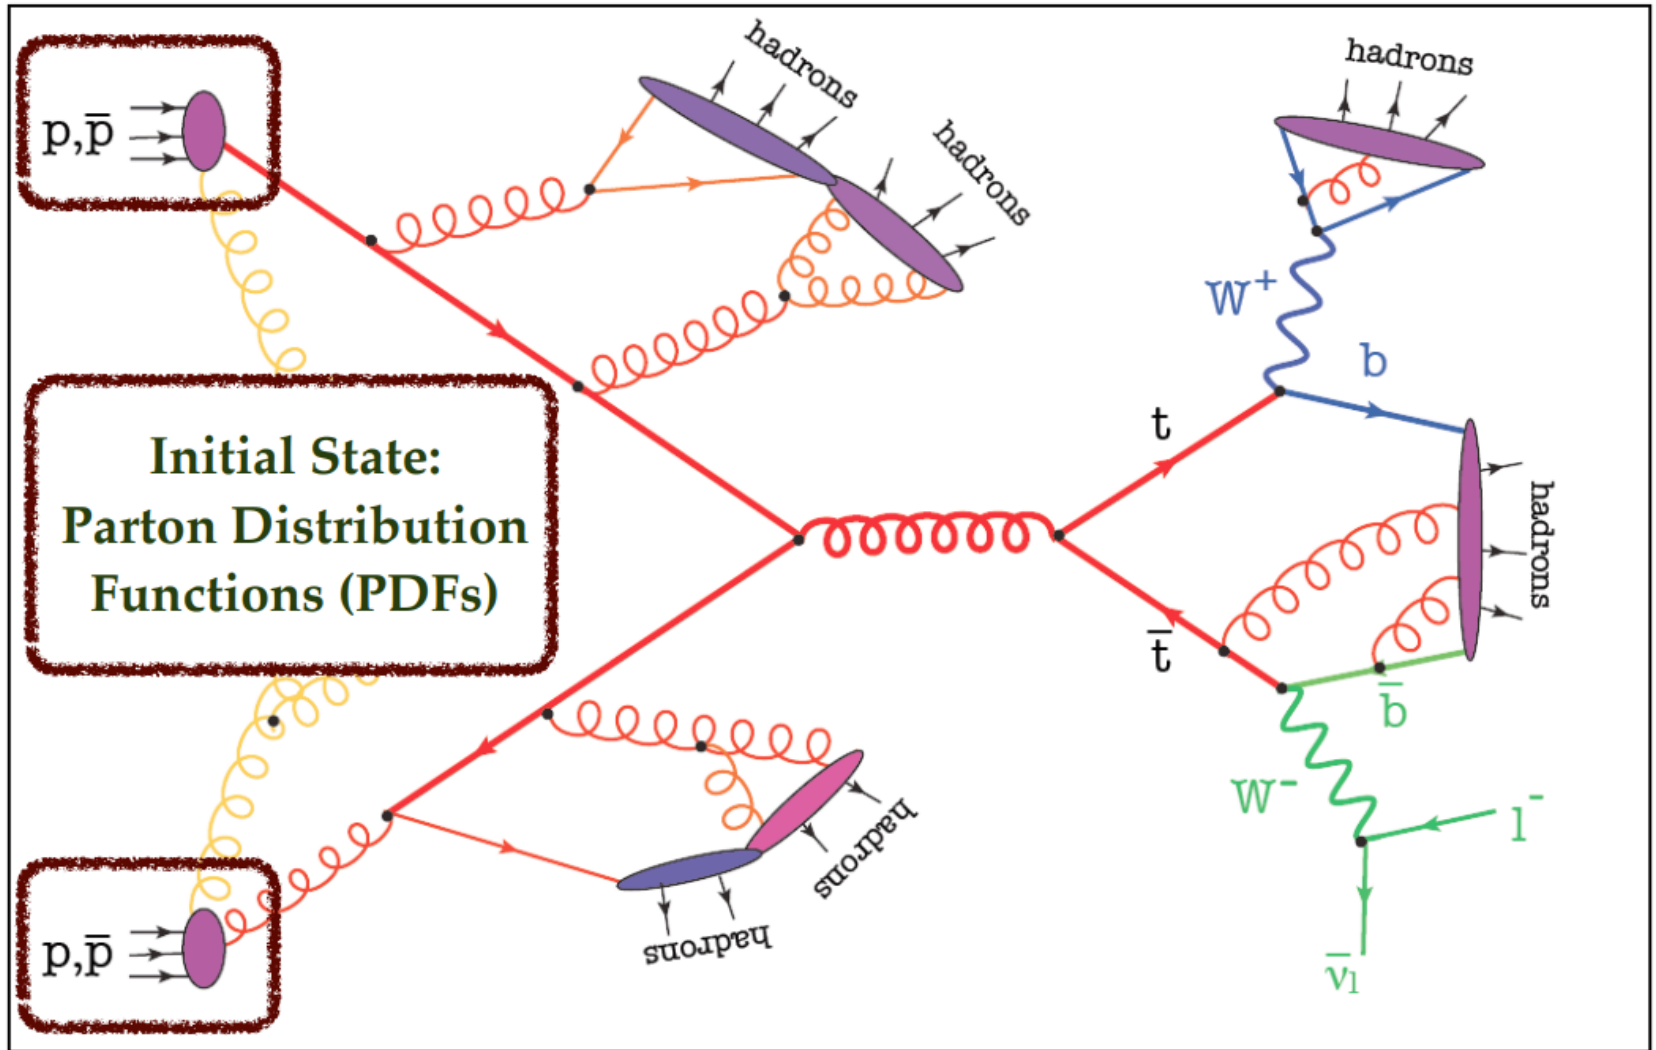 p,p̄
hadrons
hadrons
hadrons
W⁺
b
Initial State:
Parton Distribution
Functions (PDFs)
t
hadrons
t̄
b̄
W⁻
l⁻
hadrons
hadrons
p,p̄
ν̄ₗ